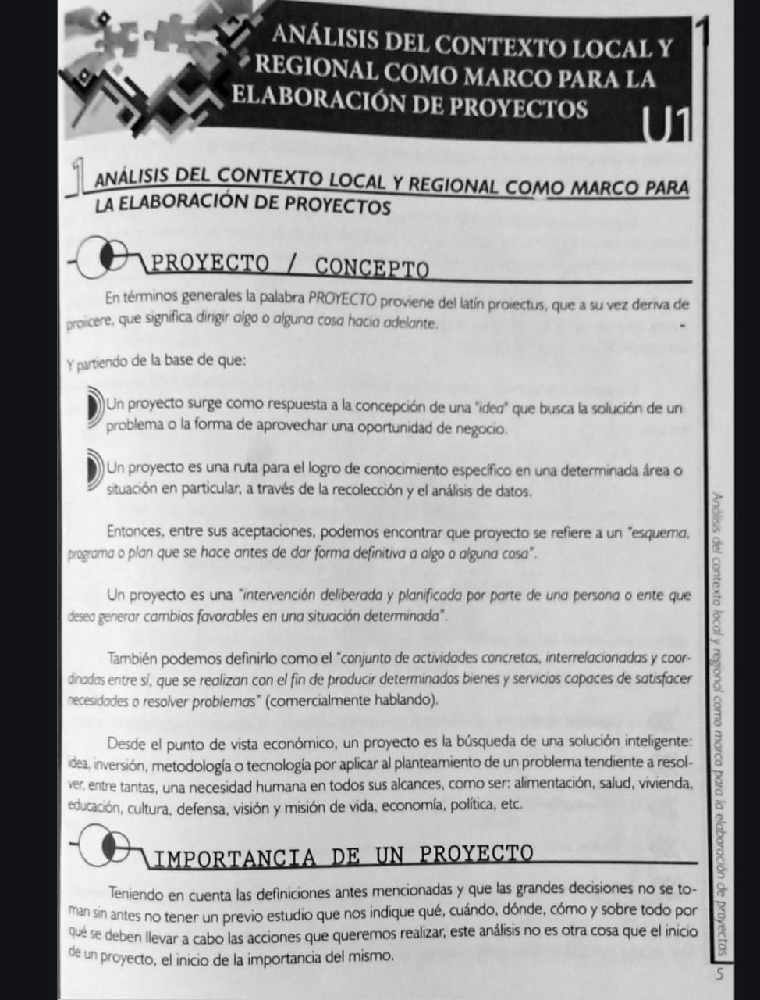 ANÁLISIS DEL CONTEXTO LOCAL Y
REGIONAL COMO MARCO PARA LA
ELABORACIÓN DE PROYECTOS
1
U1
1 ANÁLISIS DEL CONTEXTO LOCAL Y REGIONAL COMO MARCO PARA
LA ELABORACIÓN DE PROYECTOS
PROYECTO / CONCEPTO
En términos generales la palabra PROYECTO proviene del latín proiectus, que a su vez deriva de
proiicere, que significa dirigir algo o alguna cosa hacia adelante.
Y partiendo de la base de que:
Un proyecto surge como respuesta a la concepción de una "idea" que busca la solución de un
problema o la forma de aprovechar una oportunidad de negocio.
Un proyecto es una ruta para el logro de conocimiento específico en una determinada área o
situación en particular, a través de la recolección y el análisis de datos.
Entonces, entre sus aceptaciones, podemos encontrar que proyecto se refiere a un "esquema,
programa o plan que se hace antes de dar forma definitiva a algo o alguna cosa".
Un proyecto es una "intervención deliberada y planificada por parte de una persona o ente que
desea generar cambios favorables en una situación determinada".
También podemos definirlo como el "conjunto de actividades concretas, interrelacionadas y coor-
dinadas entre sí, que se realizan con el fin de producir determinados bienes y servicios capaces de satisfacer
necesidades o resolver problemas" (comercialmente hablando).
Desde el punto de vista económico, un proyecto es la búsqueda de una solución inteligente:
idea, inversión, metodología o tecnología por aplicar al planteamiento de un problema tendiente a resol-
ver, entre tantas, una necesidad humana en todos sus alcances, como ser: alimentación, salud, vivienda,
educación, cultura, defensa, visión y misión de vida, economía, política, etc.
IMPORTANCIA DE UN PROYECTO
Teniendo en cuenta las definiciones antes mencionadas y que las grandes decisiones no se to-
man sin antes no tener un previo estudio que nos indique qué, cuándo, dónde, cómo y sobre todo por
qué se deben llevar a cabo las acciones que queremos realizar, este análisis no es otra cosa que el inicio
de un proyecto, el inicio de la importancia del mismo.
Análisis del contexto local y regional como marco para la elaboración de proyectos
5